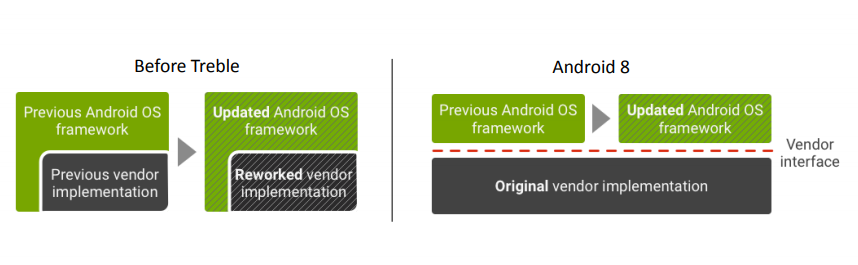 Before Treble
Previous Android OS
framework
Previous vendor
implementation
Updated Android OS
framework
Reworked vendor
implementation
Android 8
Previous Android OS
framework
Updated Android OS
framework
Vendor
interface
Original vendor implementation